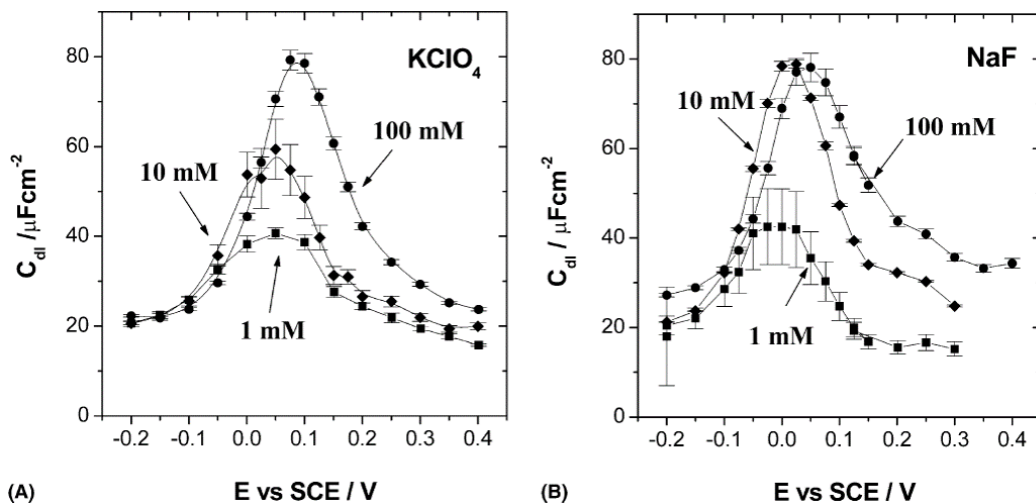 KClO₄
10 mM
100 mM
1 mM
C_dl /μFcm⁻²
80
60
40
20
0
-0.2 -0.1 0.0 0.1 0.2 0.3 0.4
(A) E vs SCE / V
NaF
10 mM
100 mM
1 mM
C_dl /μFcm⁻²
80
60
40
20
0
-0.2 -0.1 0.0 0.1 0.2 0.3 0.4
(B) E vs SCE / V